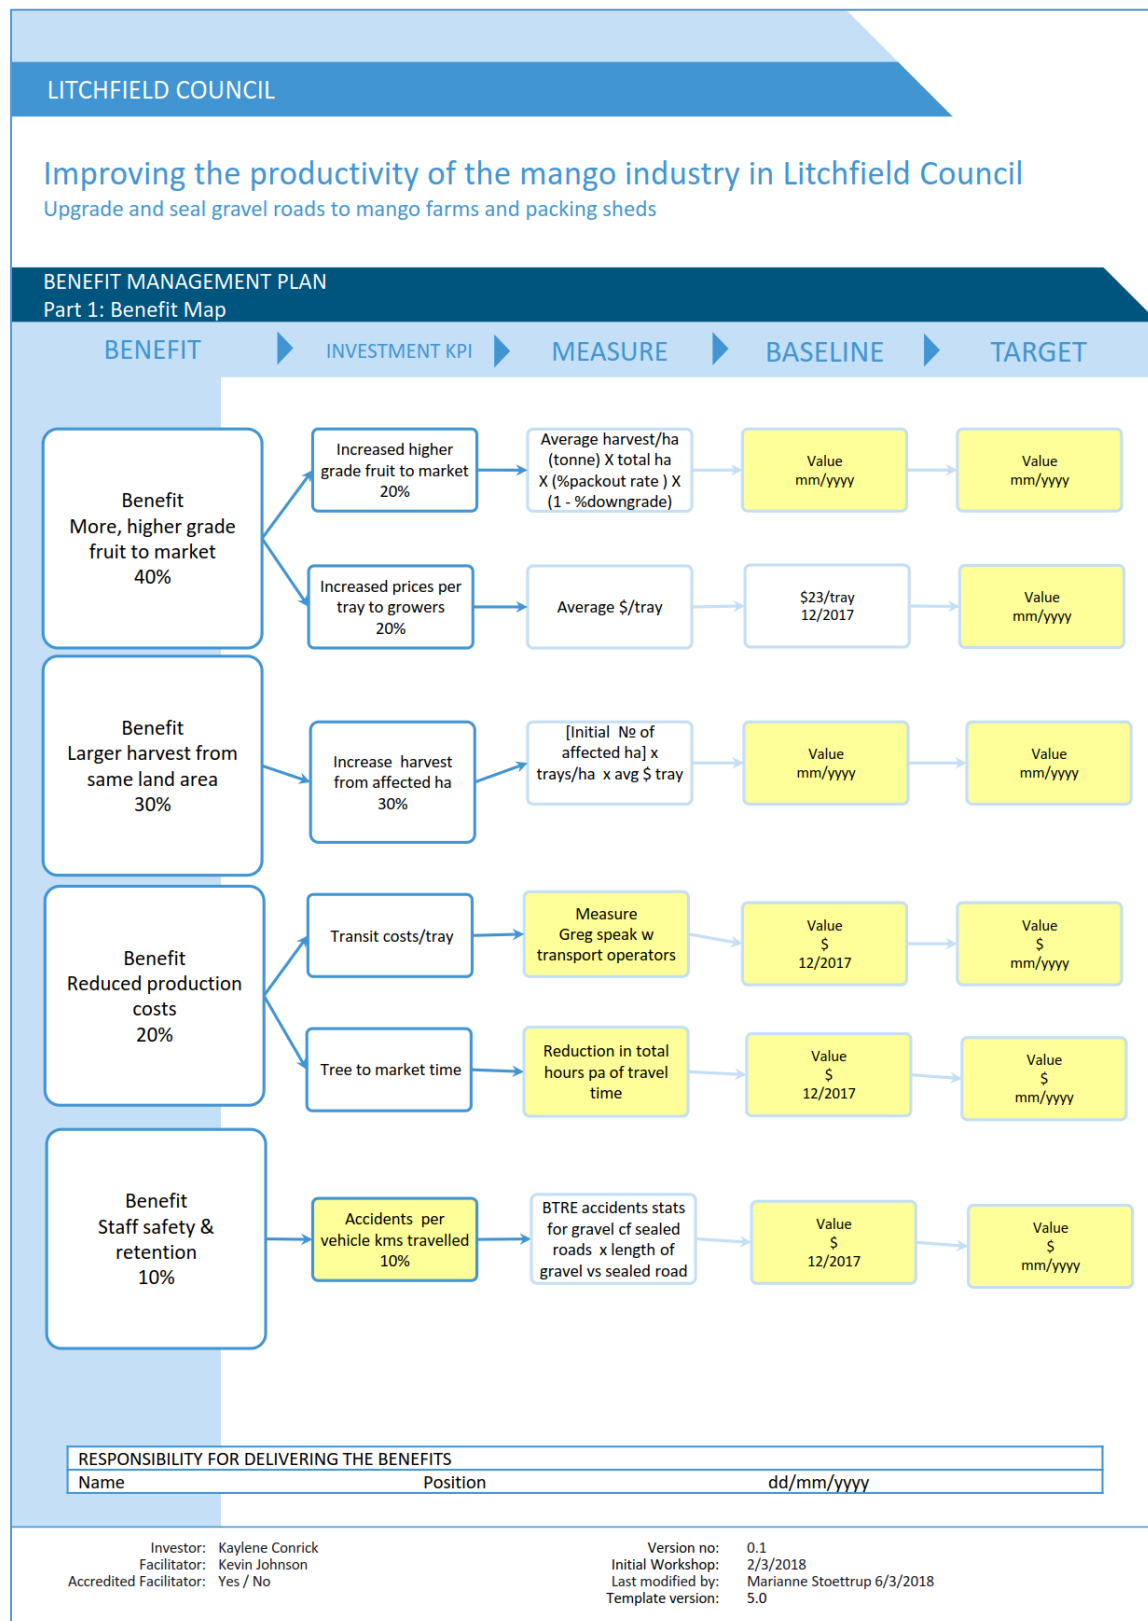 LITCHFIELD COUNCIL
Improving the productivity of the mango industry in Litchfield Council
Upgrade and seal gravel roads to mango farms and packing sheds
BENEFIT MANAGEMENT PLAN
Part 1: Benefit Map
BENEFIT
INVESTMENT KPI
MEASURE
BASELINE
TARGET
Benefit
More, higher grade
fruit to market
40%
Increased higher
grade fruit to market
20%
Average harvest/ha
(tonne) X total ha
X (%packout rate ) X
(1 - %downgrade)
Value
mm/yyyy
Value
mm/yyyy
Increased prices per
tray to growers
20%
Average $/tray
$23/tray
12/2017
Value
mm/yyyy
Benefit
Larger harvest from
same land area
30%
Increase harvest
from affected ha
30%
[Initial № of
affected ha] x
trays/ha x avg $ tray
Value
mm/yyyy
Value
mm/yyyy
Benefit
Reduced production
costs
20%
Transit costs/tray
Measure
Greg speak w
transport operators
Value
$
12/2017
Value
$
mm/yyyy
Tree to market time
Reduction in total
hours pa of travel
time
Value
$
12/2017
Value
$
mm/yyyy
Benefit
Staff safety &
retention
10%
Accidents per
vehicle kms travelled
10%
BTRE accidents stats
for gravel cf sealed
roads x length of
gravel vs sealed road
Value
$
12/2017
Value
$
mm/yyyy
RESPONSIBILITY FOR DELIVERING THE BENEFITS
Name Position dd/mm/yyyy
Investor: Kaylene Conrick
Facilitator: Kevin Johnson
Accredited Facilitator: Yes / No
Version no: 0.1
Initial Workshop: 2/3/2018
Last modified by: Marianne Stoettrup 6/3/2018
Template version: 5.0